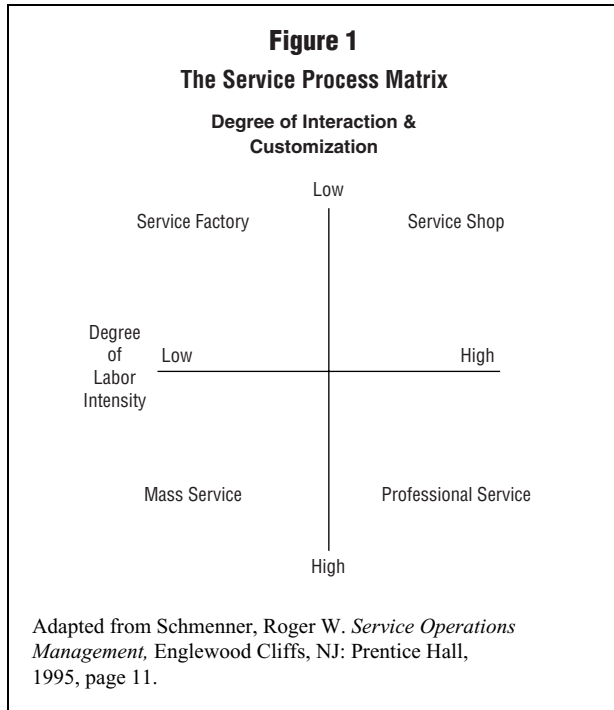 Figure 1
The Service Process Matrix
Degree of Interaction &
Customization
Low
Service Factory
Service Shop
Degree
of
Labor
Intensity
Low
High
Mass Service
Professional Service
High
Adapted from Schmenner, Roger W. Service Operations
Management, Englewood Cliffs, NJ: Prentice Hall,
1995, page 11.